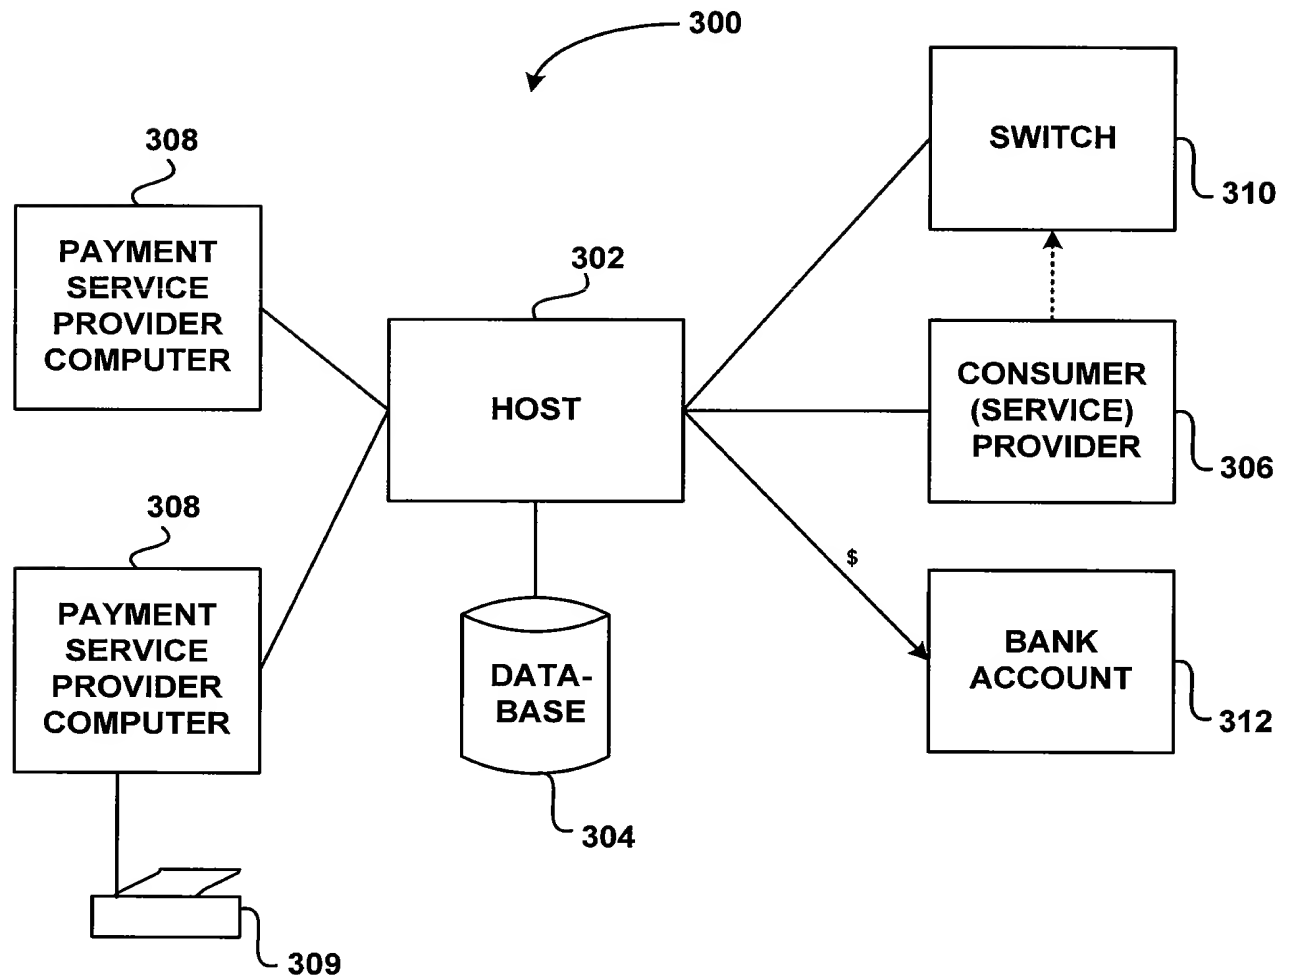 300
308
PAYMENT
SERVICE
PROVIDER
COMPUTER
SWITCH
310
302
HOST
CONSUMER
(SERVICE)
PROVIDER
306
308
PAYMENT
SERVICE
PROVIDER
COMPUTER
$
BANK
ACCOUNT
312
DATA-
BASE
304
309